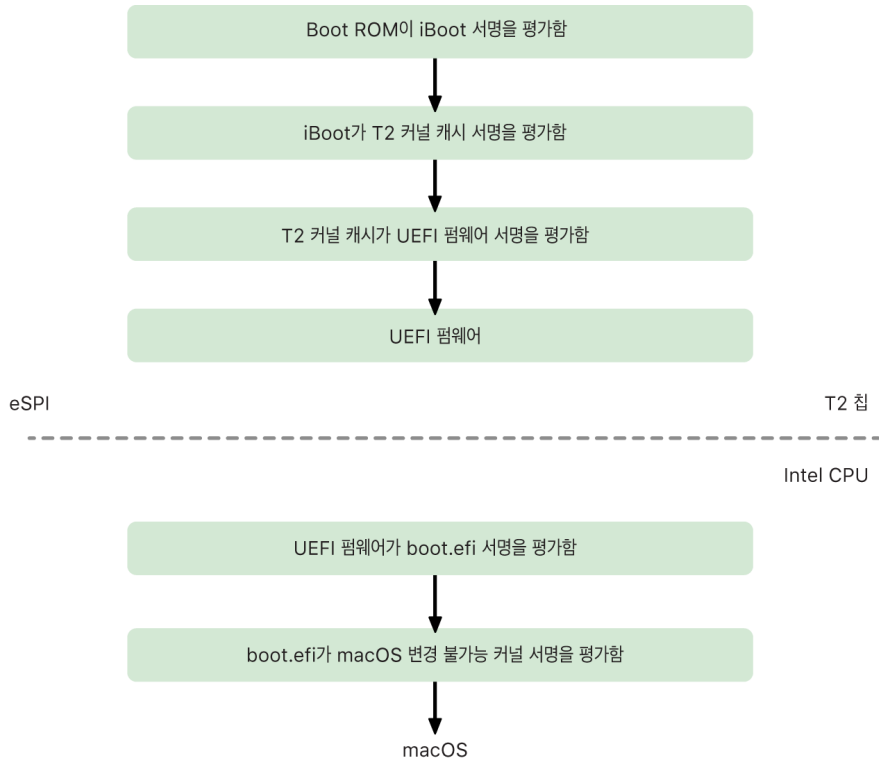 Boot ROM이 iBoot 서명을 평가함
iBoot가 T2 커널 캐시 서명을 평가함
T2 커널 캐시가 UEFI 펌웨어 서명을 평가함
UEFI 펌웨어
eSPI
T2 칩
Intel CPU
UEFI 펌웨어가 boot.efi 서명을 평가함
boot.efi가 macOS 변경 불가능 커널 서명을 평가함
macOS